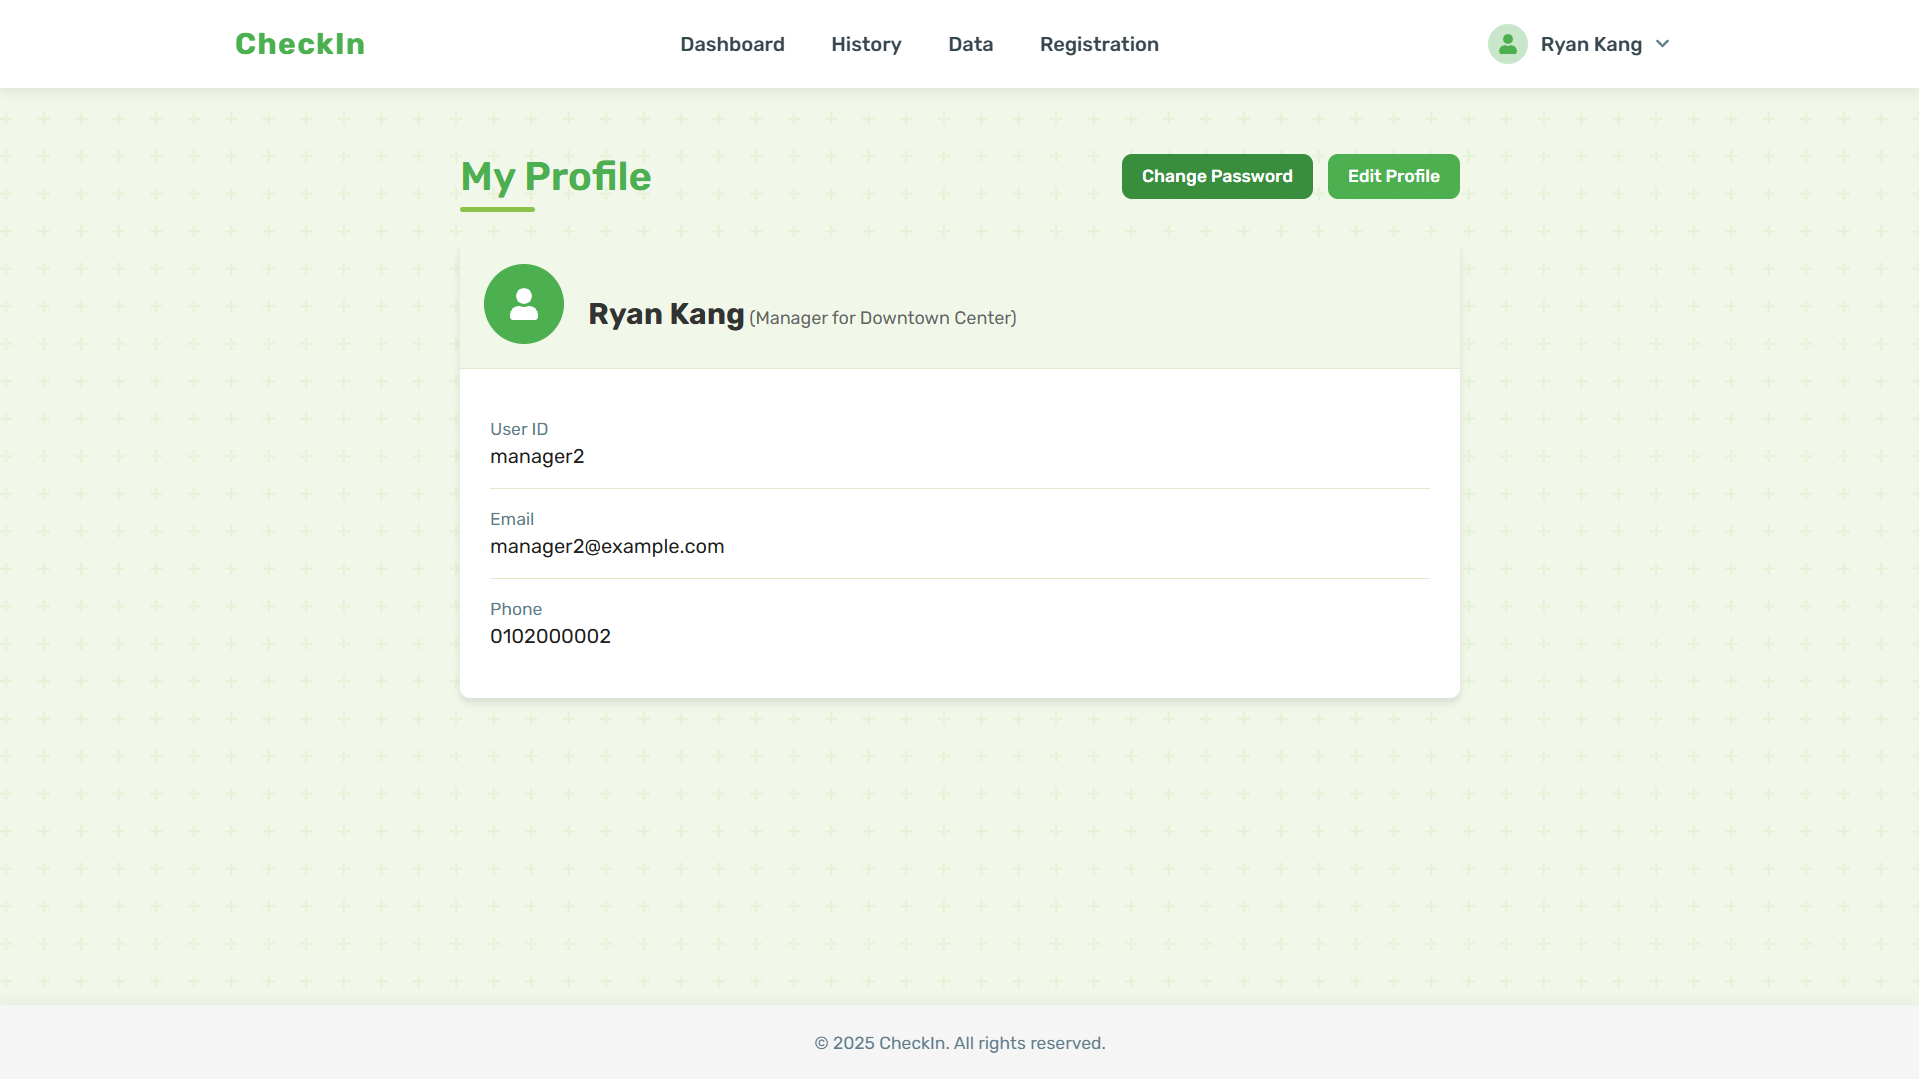 CheckIn
Dashboard History Data Registration
Ryan Kang
My Profile
Change Password
Edit Profile
Ryan Kang (Manager for Downtown Center)
User ID
manager2
Email
manager2@example.com
Phone
0102000002
© 2025 CheckIn. All rights reserved.